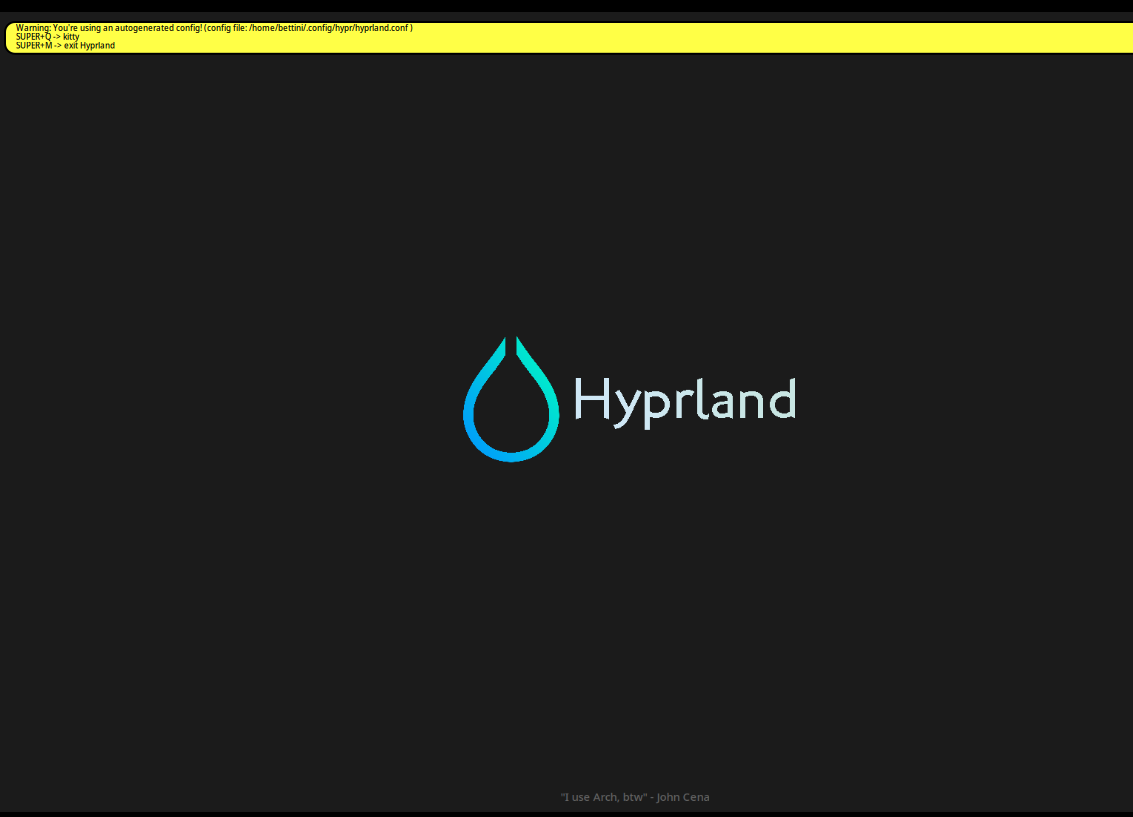 Warning: You're using an autogenerated config! (config file: /home/bettini/.config/hypr/hyprland.conf )
SUPER+Q -> kitty
SUPER+M -> exit Hyprland
Hyprland
"I use Arch, btw" - John Cena